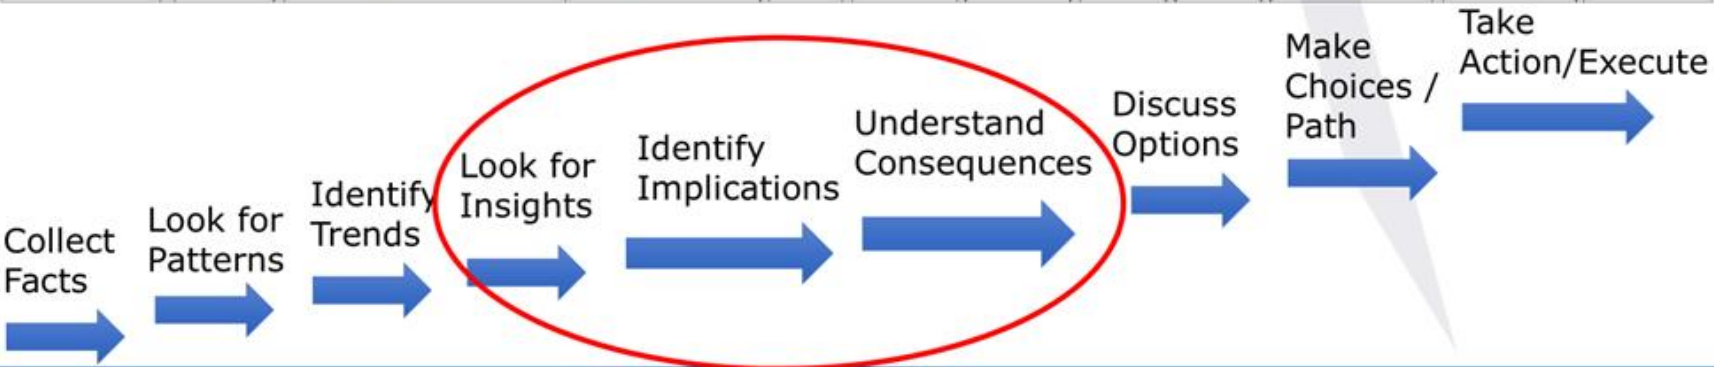 Collect
Facts
Look for
Patterns
Identify
Trends
Look for
Insights
Identify
Implications
Understand
Consequences
Discuss
Options
Make
Choices /
Path
Take
Action/Execute